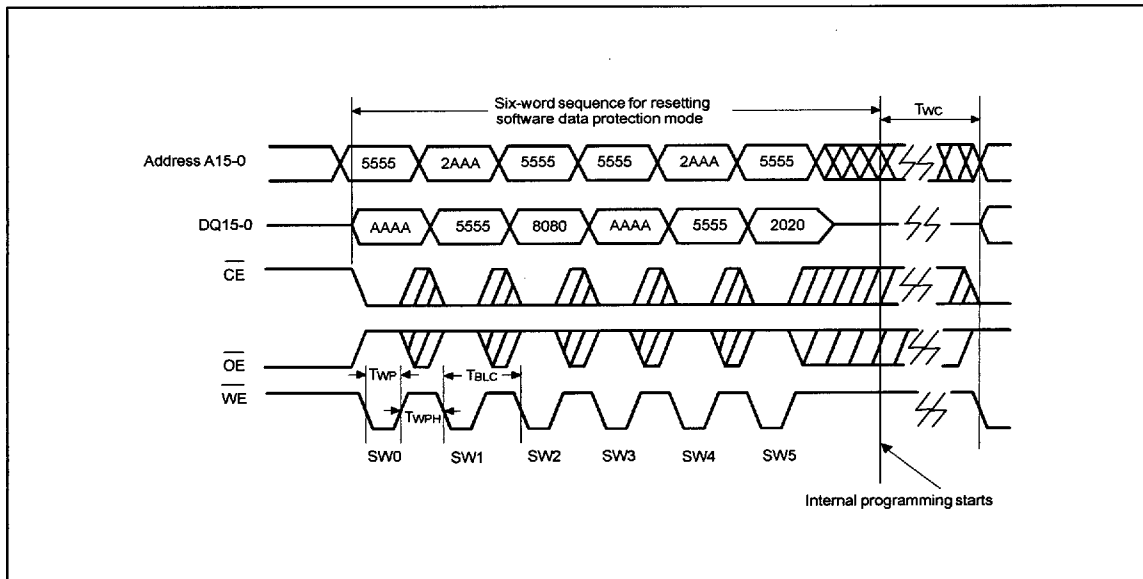 Six-word sequence for resetting
software data protection mode
TWC
Address A15-0
5555 2AAA 5555 5555 2AAA 5555
DQ15-0
AAAA 5555 8080 AAAA 5555 2020
CE
OE
TWP TBLC
WE
TWPH
SW0 SW1 SW2 SW3 SW4 SW5
Internal programming starts